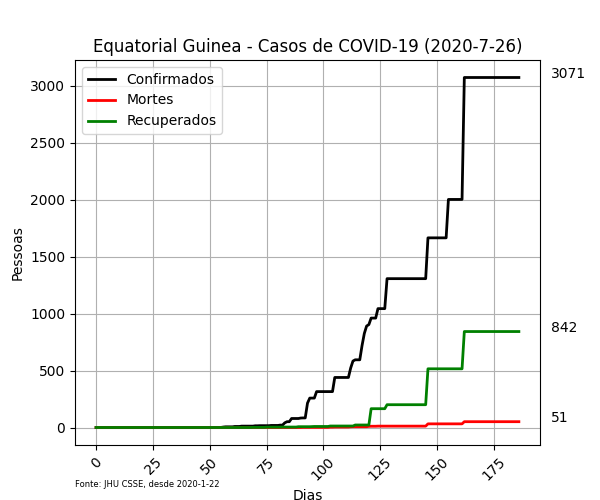 Equatorial Guinea - Casos de COVID-19 (2020-7-26)
Confirmados
Mortes
Recuperados
3071
842
51
3000
2500
2000
1500
1000
500
0
Pessoas
0
25
50
75
100
125
150
175
Fonte: JHU CSSE, desde 2020-1-22
Dias